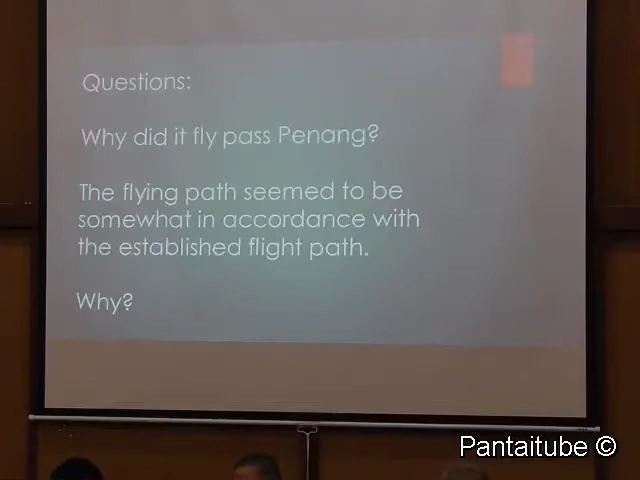 Questions:
Why did it fly pass Penang?
The flying path seemed to be
somewhat in accordance with
the established flight path.
Why?
Pantaitube ©